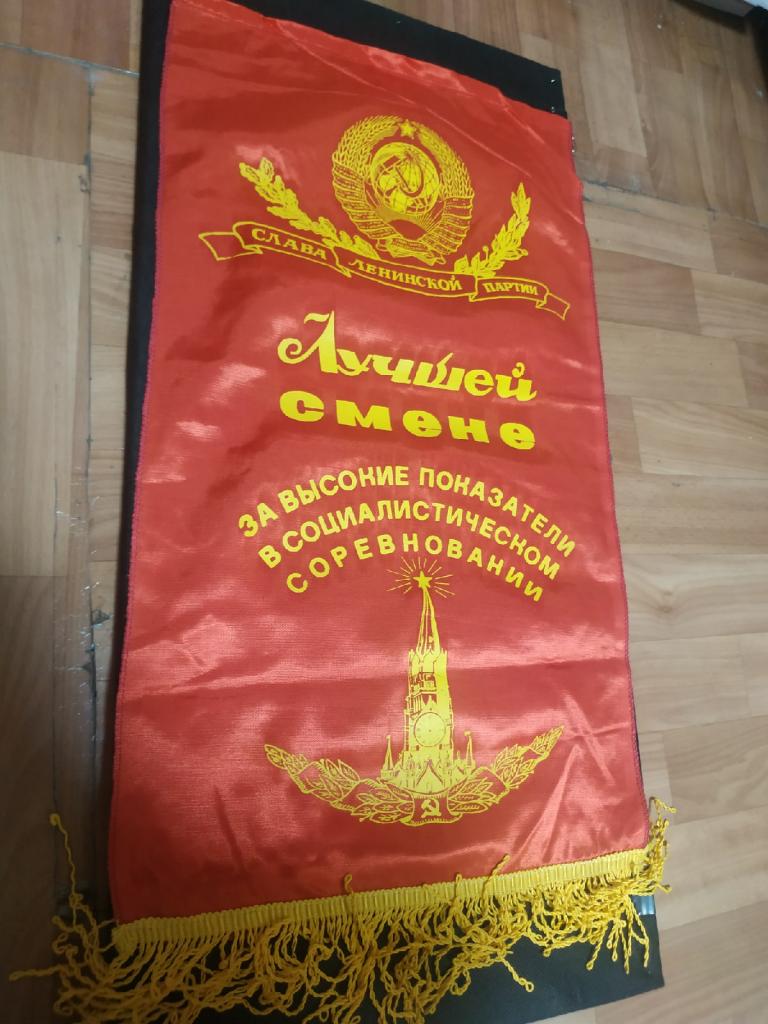 СЛАВА ЛЕНИНСКОЙ ПАРТИИ
Лучшей
смене
ЗА ВЫСОКИЕ ПОКАЗАТЕЛИ
В СОЦИАЛИСТИЧЕСКОМ
СОРЕВНОВАНИИ